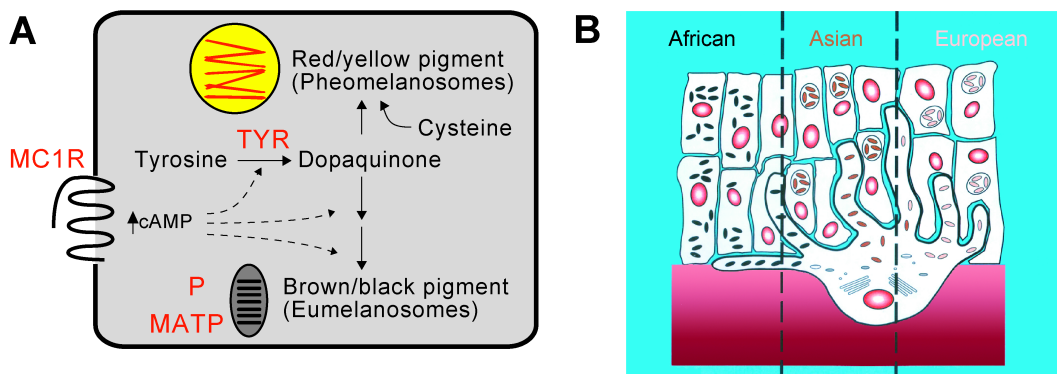 A
Red/yellow pigment
(Pheomelanosomes)
Cysteine
TYR
MC1R
Tyrosine
Dopaquinone
cAMP
P
MATP
Brown/black pigment
(Eumelanosomes)
B
African
Asian
European